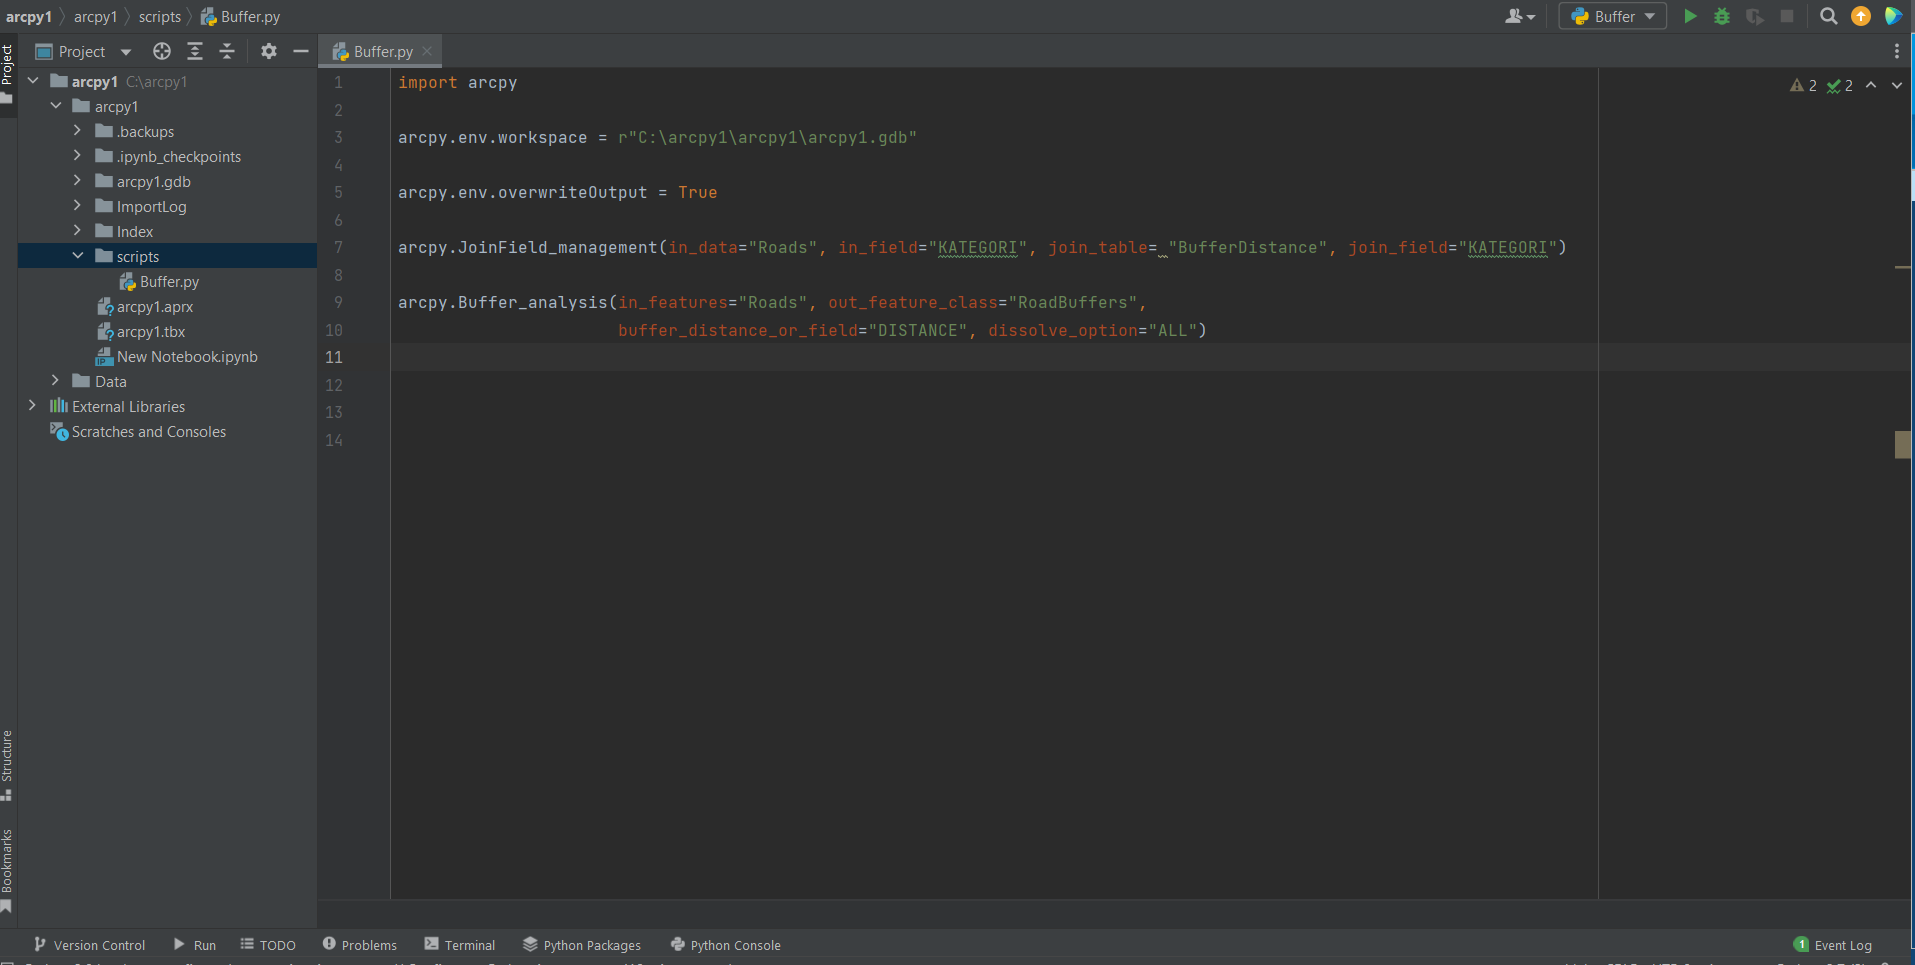 arcpy1 arcpy1 scripts Buffer.py
Buffer
Project
Project
Buffer.py
arcpy1 C:\arcpy1
arcpy1
.backups
.ipynb_checkpoints
arcpy1.gdb
ImportLog
Index
scripts
Buffer.py
arcpy1.aprx
arcpy1.tbx
New Notebook.ipynb
Data
External Libraries
Scratches and Consoles
2 2
1 import arcpy
2
3 arcpy.env.workspace = r"C:\arcpy1\arcpy1\arcpy1.gdb"
4
5 arcpy.env.overwriteOutput = True
6
7 arcpy.JoinField_management(in_data="Roads", in_field="KATEGORI", join_table= "BufferDistance", join_field="KATEGORI")
8
9 arcpy.Buffer_analysis(in_features="Roads", out_feature_class="RoadBuffers",
10 buffer_distance_or_field="DISTANCE", dissolve_option="ALL")
11
12
13
14
Structure
Bookmarks
Version Control Run TODO Problems Terminal Python Packages Python Console 1 Event Log